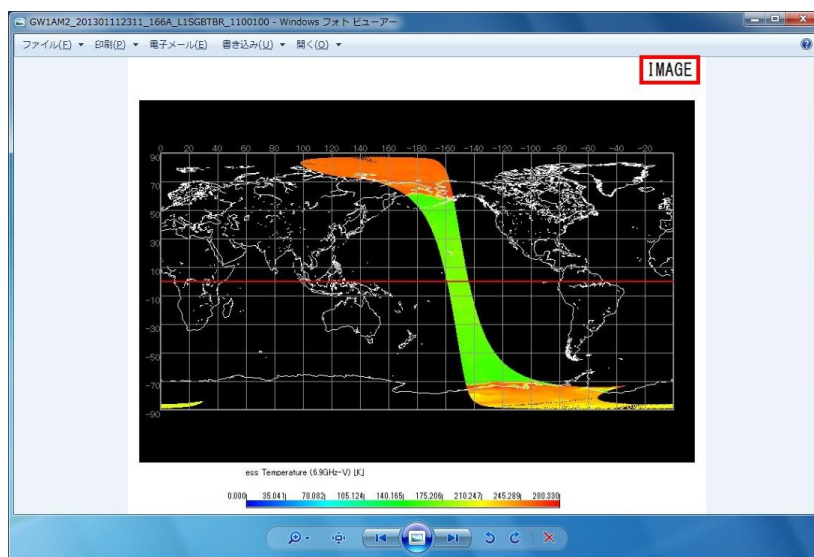 GW1AM2_201301112311_166A_L1SGBTBR_1100100 - Windows フォト ビューアー
ファイル(F) 印刷(P) 電子メール(E) 書き込み(U) 開く(O)
IMAGE
0 20 40 60 80 100 120 140 160 -180 -160 -140 -120 -100 -80 -60 -40 -20
90
70
50
30
10
-10
-30
-50
-70
-90
ess Temperature (6.9GHz-V) [K]
0.000 35.041 70.082 105.124 140.165 175.206 210.247 245.289 280.330